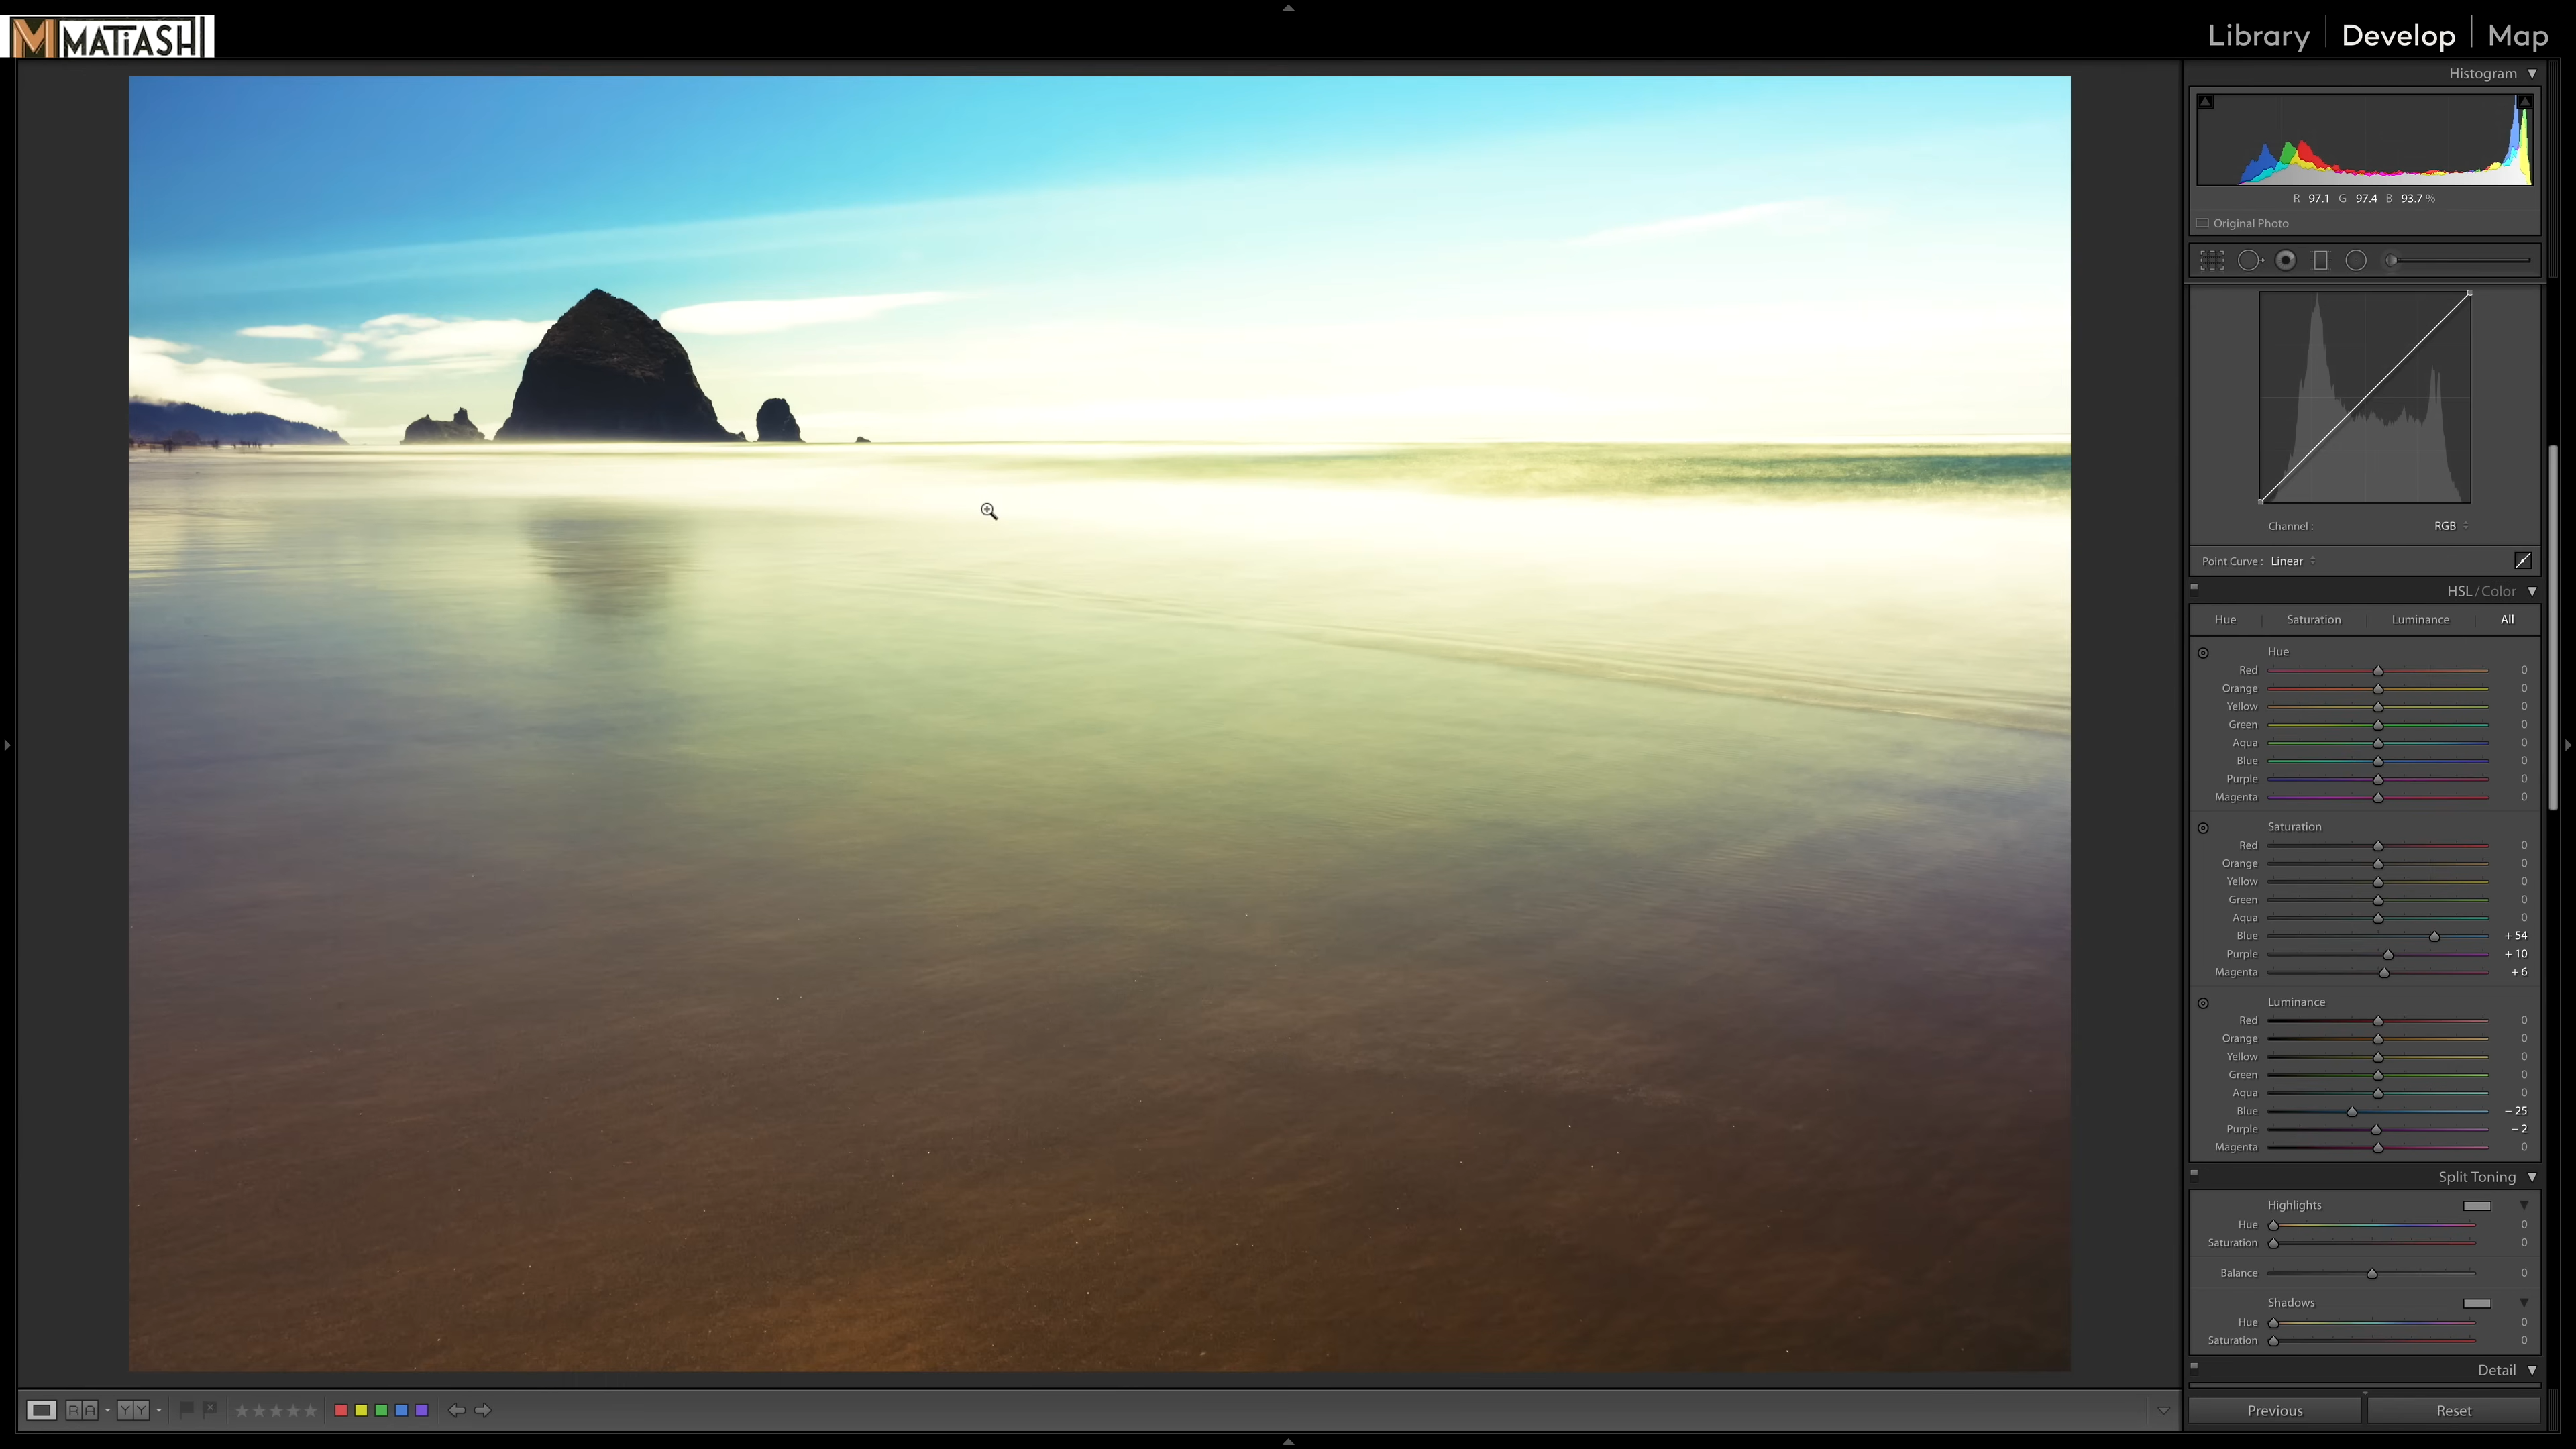 M MATiASH
Library | Develop | Map
Histogram
R 97.1 G 97.4 B 93.7 %
Original Photo
Channel : RGB
Point Curve : Linear
HSL / Color
Hue | Saturation | Luminance | All
Hue
Red 0
Orange 0
Yellow 0
Green 0
Aqua 0
Blue 0
Purple 0
Magenta 0
Saturation
Red 0
Orange 0
Yellow 0
Green 0
Aqua 0
Blue + 54
Purple + 10
Magenta + 6
Luminance
Red 0
Orange 0
Yellow 0
Green 0
Aqua 0
Blue − 25
Purple − 2
Magenta 0
Split Toning
Highlights
Hue 0
Saturation 0
Balance 0
Shadows
Hue 0
Saturation 0
Detail
R A Y Y
Previous Reset